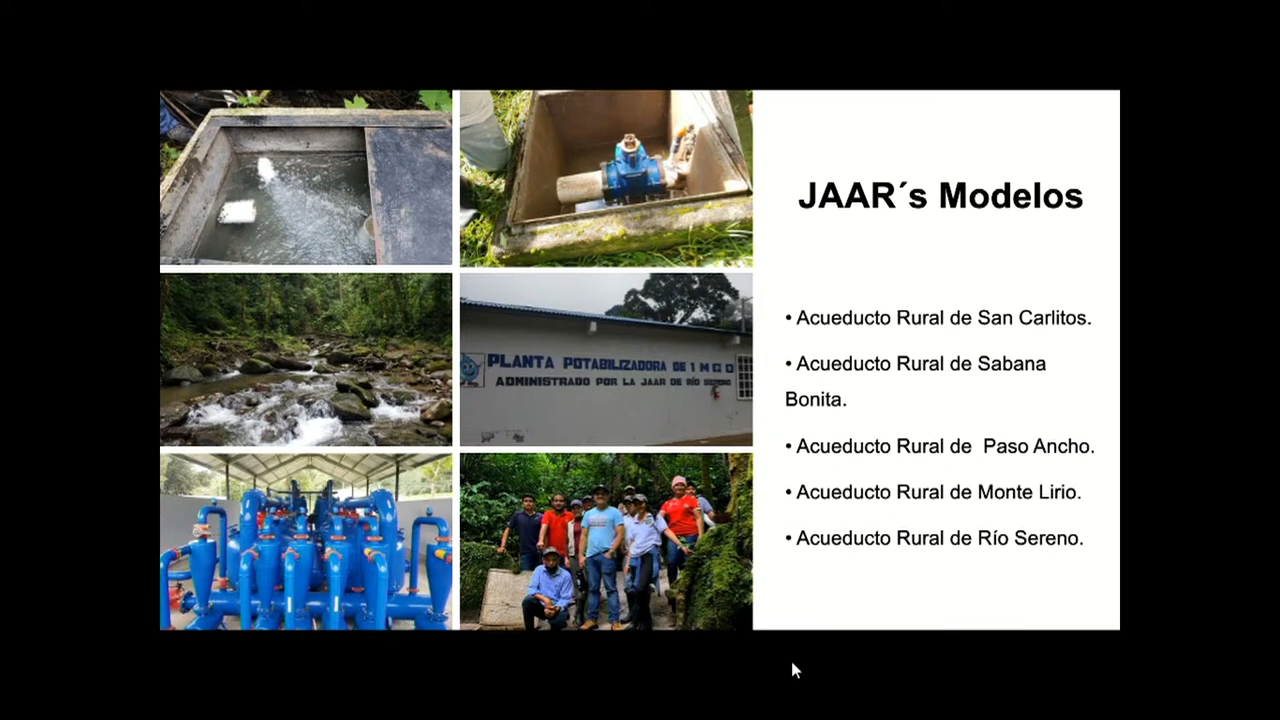 JAAR´s Modelos
• Acueducto Rural de San Carlitos.
• Acueducto Rural de Sabana
Bonita.
• Acueducto Rural de  Paso Ancho.
• Acueducto Rural de Monte Lirio.
• Acueducto Rural de Río Sereno.
PLANTA POTABILIZADORA DE 1 M G D
ADMINISTRADO POR LA JAAR DE RÍO SERENO